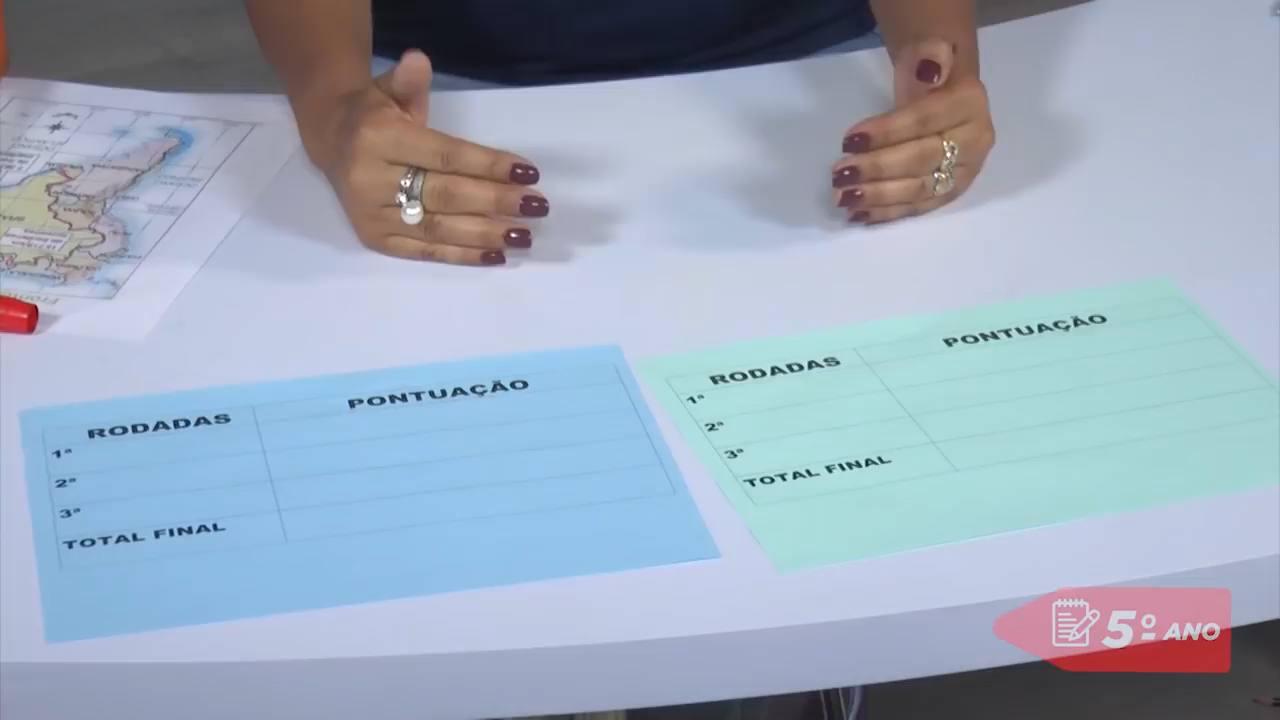 RODADAS PONTUAÇÃO
1ª
2ª
3ª
TOTAL FINAL
RODADAS PONTUAÇÃO
1ª
2ª
3ª
TOTAL FINAL
5º ANO